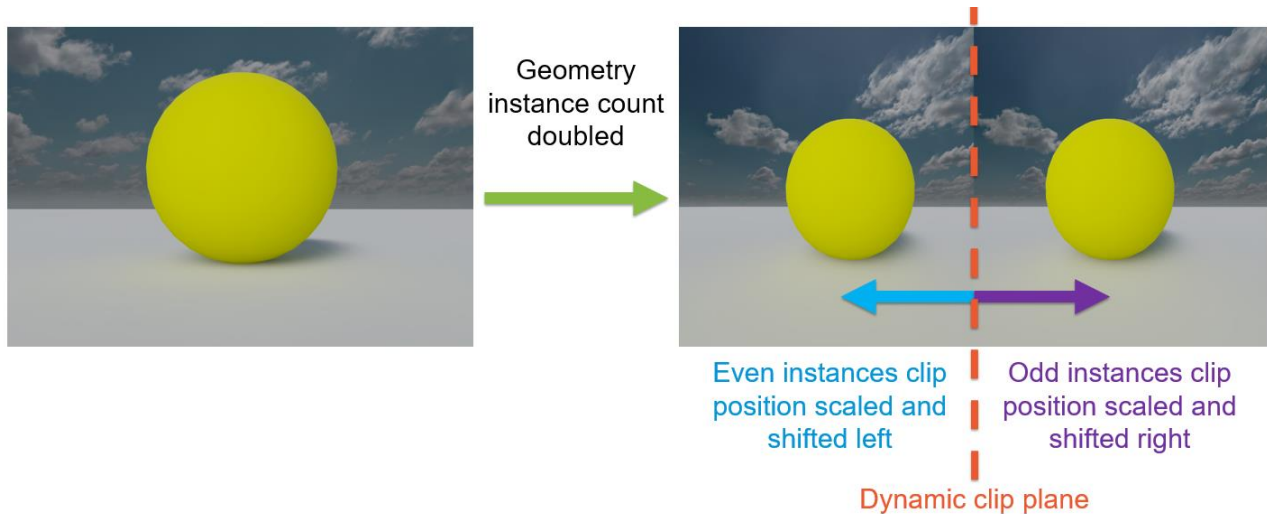 Geometry
instance count
doubled
Even instances clip
position scaled and
shifted left
Odd instances clip
position scaled and
shifted right
Dynamic clip plane